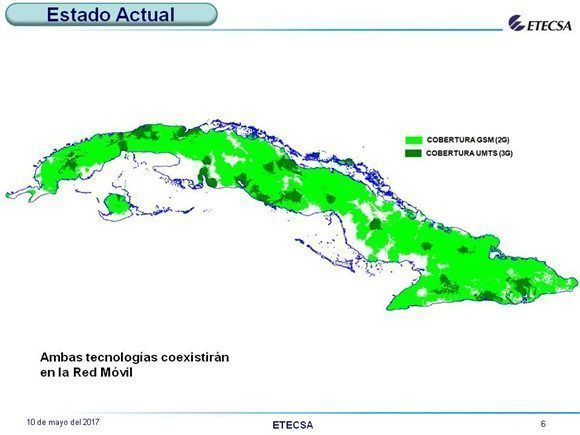 Estado Actual
ETECSA
COBERTURA GSM (2G)
COBERTURA UMTS (3G)
Ambas tecnologías coexistirán
en la Red Móvil
10 de mayo del 2017
ETECSA
6